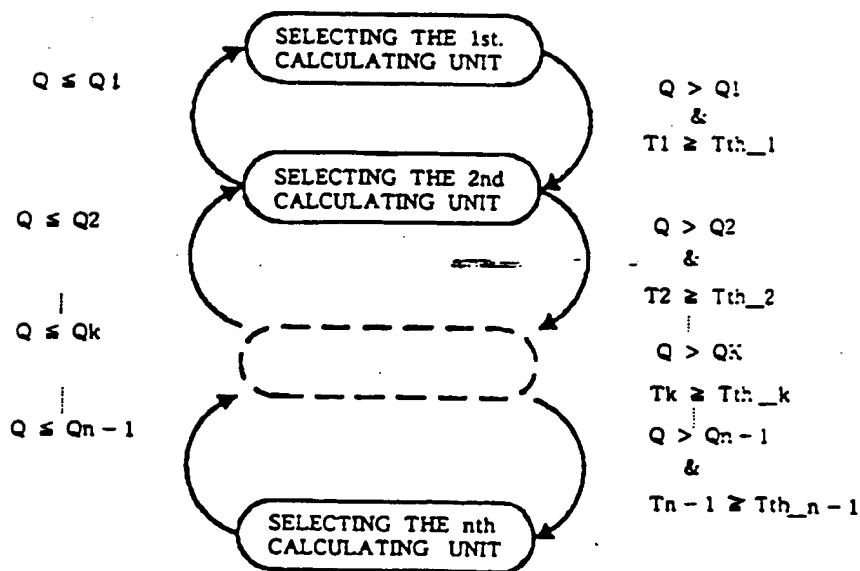 SELECTING THE 1st.
CALCULATING UNIT
Q ≦ Q1
Q > Q1
&
T1 ≧ Tth_1
SELECTING THE 2nd
CALCULATING UNIT
Q ≦ Q2
Q > Q2
&
T2 ≧ Tth_2
Q ≦ Qk
Q > QK
Tk ≧ Tth_k
Q ≦ Qn-1
Q > Qn-1
&
Tn-1 ≧ Tth_n-1
SELECTING THE nth
CALCULATING UNIT